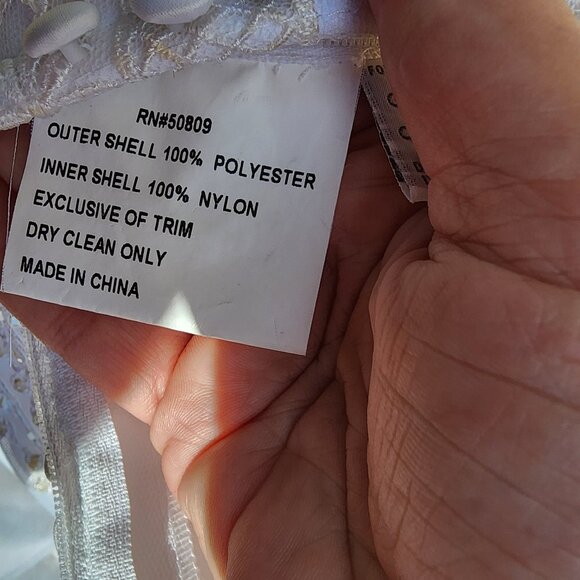 RN#50809
OUTER SHELL 100% POLYESTER
INNER SHELL 100% NYLON
EXCLUSIVE OF TRIM
DRY CLEAN ONLY
MADE IN CHINA